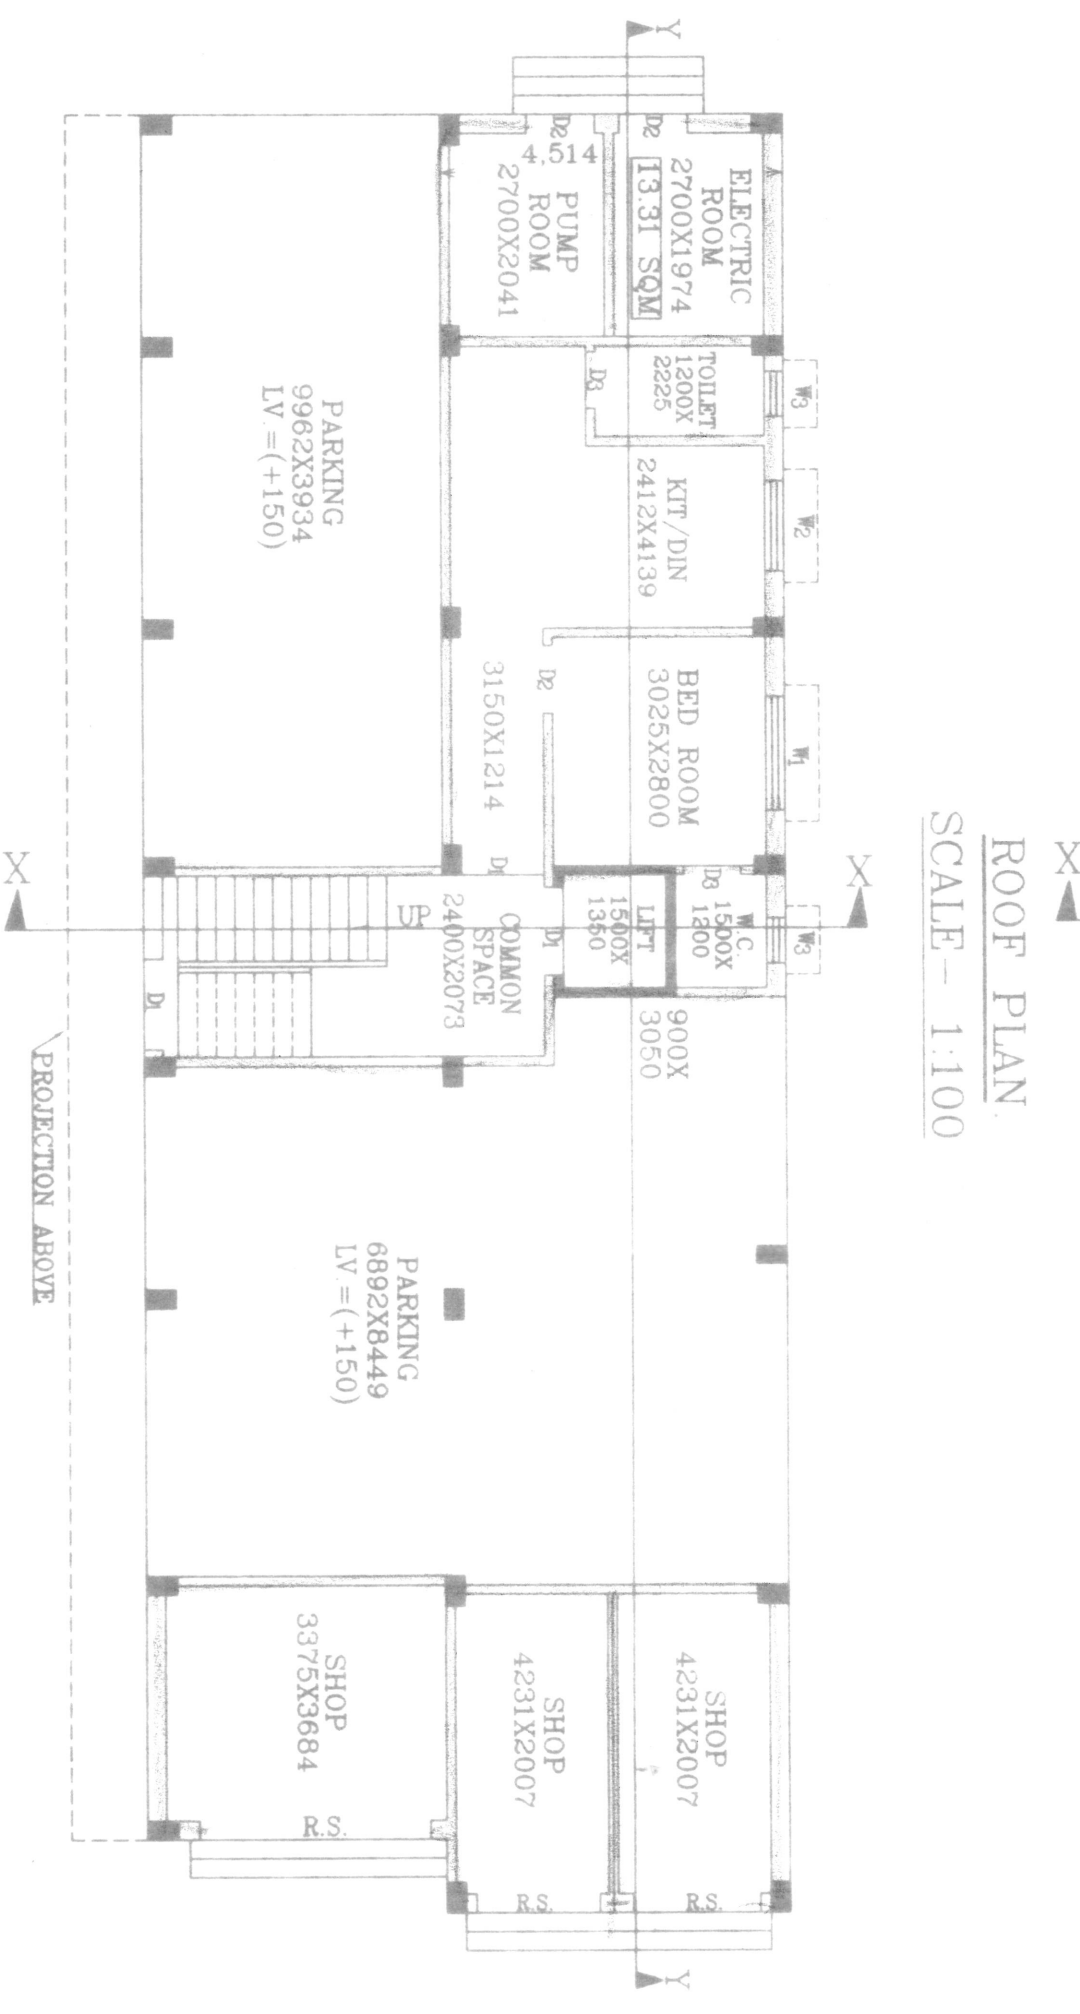 X
ROOF PLAN
SCALE- 1:100
Y
D2
D2
4,514
ELECTRIC
ROOM
2700X1974
13.31 SQM
PUMP
ROOM
2700X2041
TOILET
1200X
2225
D3
W3
W2
KIT/DIN
2412X4139
PARKING
9962X3934
LV.=(+150)
D2
BED ROOM
3025X2800
W1
3150X1214
D1
X
X
UP
COMMON
SPACE
2400X2073
D1
LIFT
1500X
1350
D3
W.C.
1500X
1200
W3
D1
900X
3050
PROJECTION ABOVE
PARKING
6892X8449
LV.=(+150)
SHOP
3375X3684
SHOP
4231X2007
SHOP
4231X2007
R.S.
R.S.
R.S.
Y